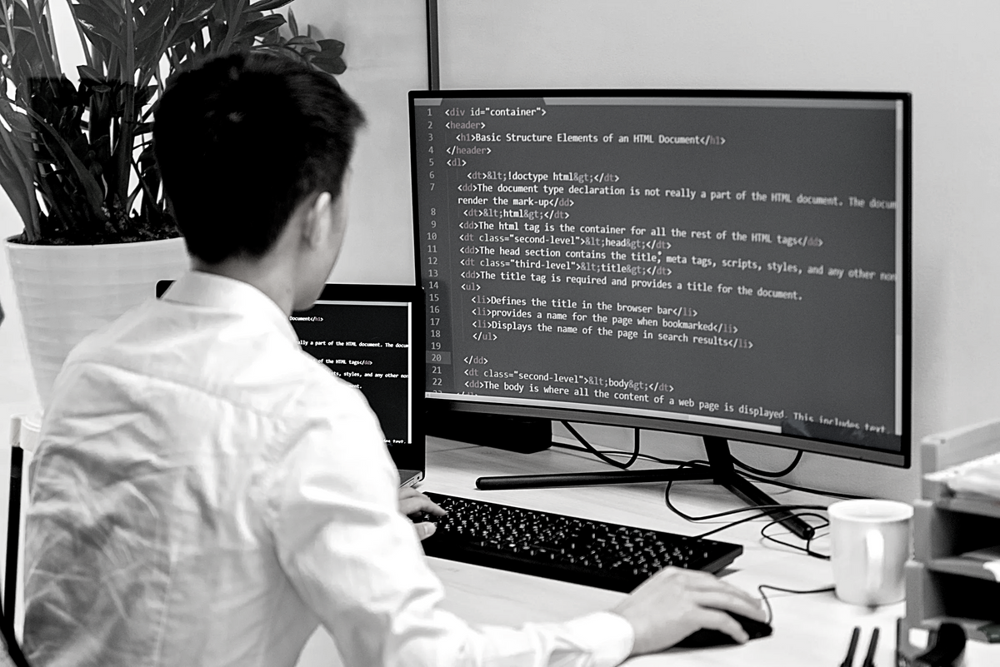 1 <div id="container">
2 <header>
3 <h1>Basic Structure Elements of an HTML Document</h1>
4 </header>
5 <dl>
6 <dt>&lt;!doctype html&gt;</dt>
7 <dd>The document type declaration is not really a part of the HTML document. The docum
render the mark-up</dd>
8 <dt>&lt;html&gt;</dt>
9 <dd>The html tag is the container for all the rest of the HTML tags</dd>
10 <dt class="second-level">&lt;head&gt;</dt>
11 <dd>The head section contains the title, meta tags, scripts, styles, and any other non
12 <dt class="third-level">&lt;title&gt;</dt>
13 <dd>The title tag is required and provides a title for the document.
14 <ul>
15 <li>Defines the title in the browser bar</li>
16 <li>provides a name for the page when bookmarked</li>
17 <li>Displays the name of the page in search results</li>
18 </ul>
19
20 </dd>
21 <dt class="second-level">&lt;body&gt;</dt>
22 <dd>The body is where all the content of a web page is displayed. This includes text,
Document</h1>
ally a part of the HTML document. The docum
of the HTML tags</dd>
ts, styles, and any other non
ent.
des text,